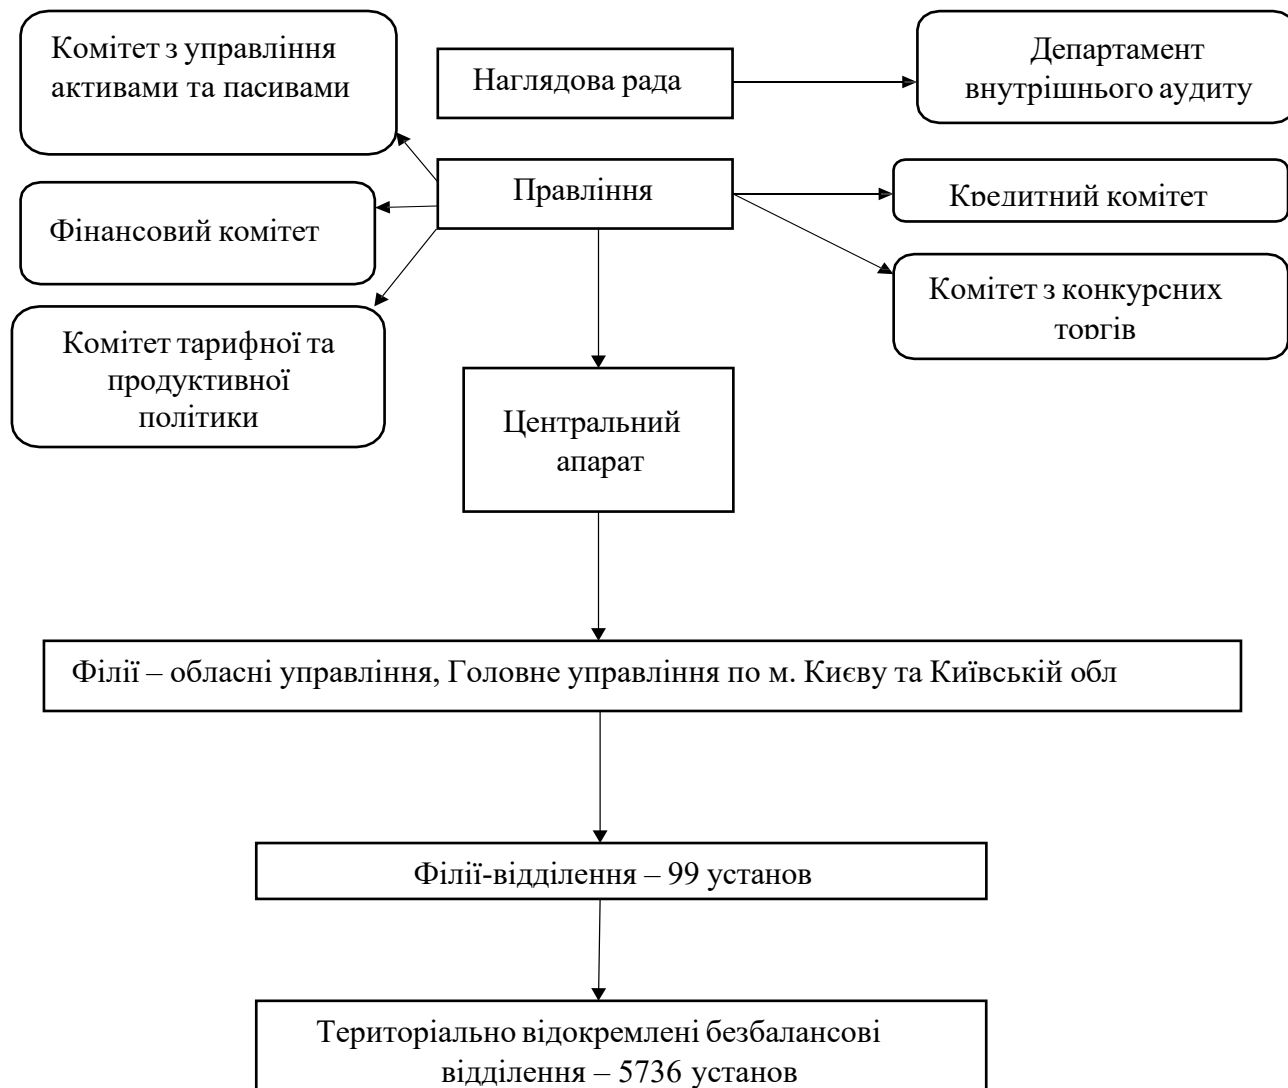 Комітет з управління
активами та пасивами
Наглядова рада
Департамент
внутрішнього аудиту
Правління
Кредитний комітет
Фінансовий комітет
Комітет з конкурсних
торгів
Комітет тарифної та
продуктивної
політики
Центральний
апарат
Філії – обласні управління, Головне управління по м. Києву та Київській обл
Філії-відділення – 99 установ
Територіально відокремлені безбалансові
відділення – 5736 установ